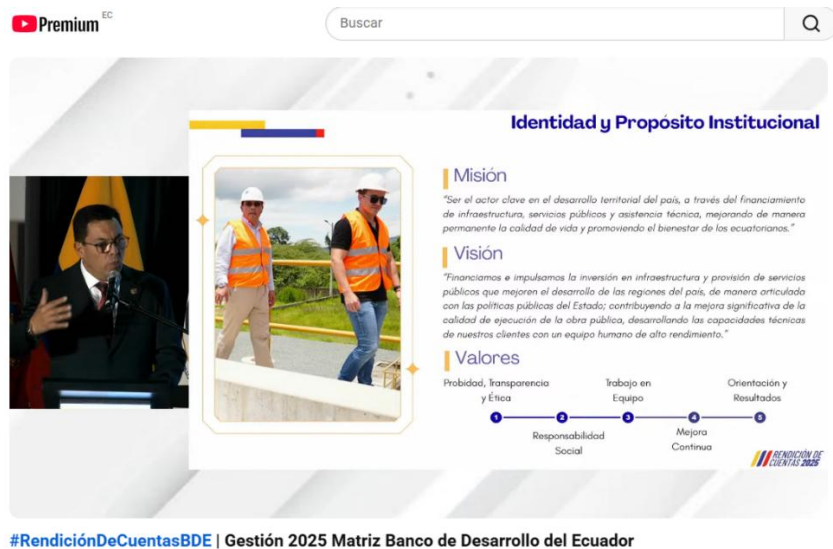 Premium EC
Buscar
Identidad y Propósito Institucional
Misión
"Ser el actor clave en el desarrollo territorial del país, a través del financiamiento
de infraestructura, servicios públicos y asistencia técnica, mejorando de manera
permanente la calidad de vida y promoviendo el bienestar de los ecuatorianos."
Visión
"Financiamos e impulsamos la inversión en infraestructura y provisión de servicios
públicos que mejoren el desarrollo de las regiones del país, de manera articulada
con las políticas públicas del Estado; contribuyendo a la mejora significativa de la
calidad de ejecución de la obra pública, desarrollando las capacidades técnicas
de nuestros clientes con un equipo humano de alto rendimiento."
Valores
Probidad, Transparencia
y Ética
Trabajo en
Equipo
Orientación y
Resultados
1 2 3 4 5
Responsabilidad
Social
Mejora
Continua
RENDICIÓN DE
CUENTAS 2025
#RendiciónDeCuentasBDE | Gestión 2025 Matriz Banco de Desarrollo del Ecuador